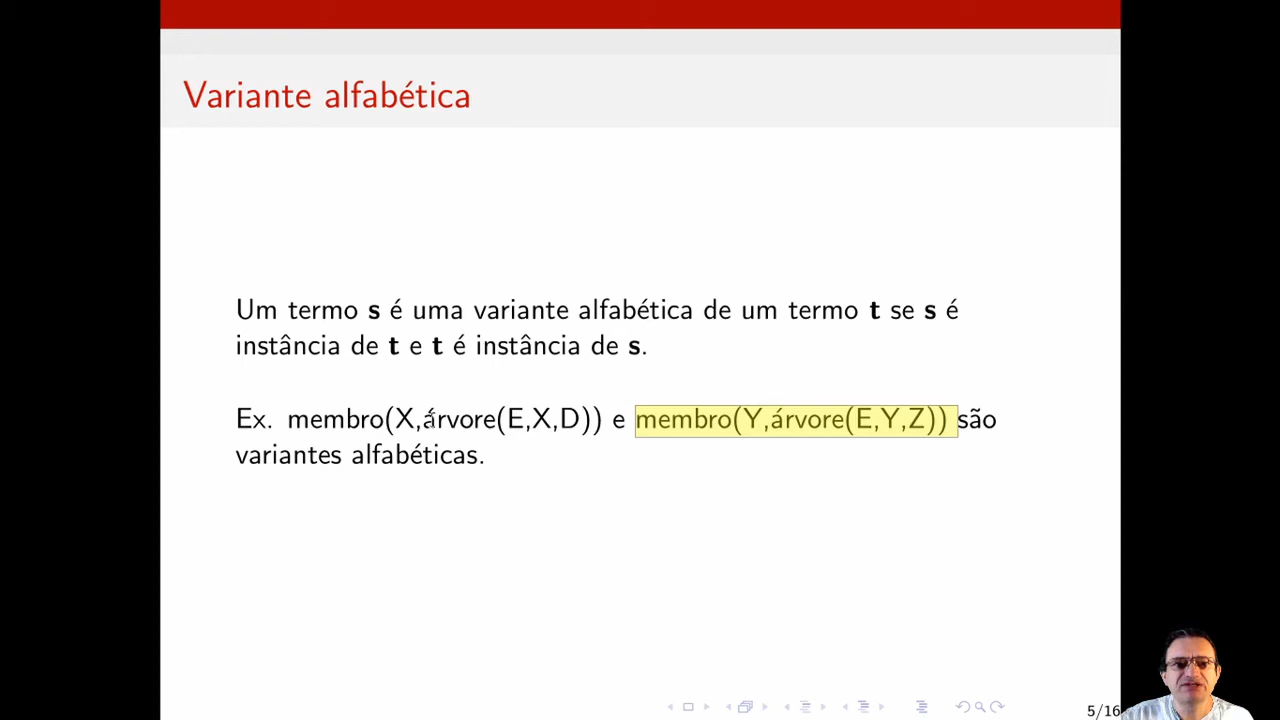 Variante alfabética
Um termo s é uma variante alfabética de um termo t se s é
instância de t e t é instância de s.
Ex. membro(X,árvore(E,X,D)) e membro(Y,árvore(E,Y,Z)) são
variantes alfabéticas.
5/16